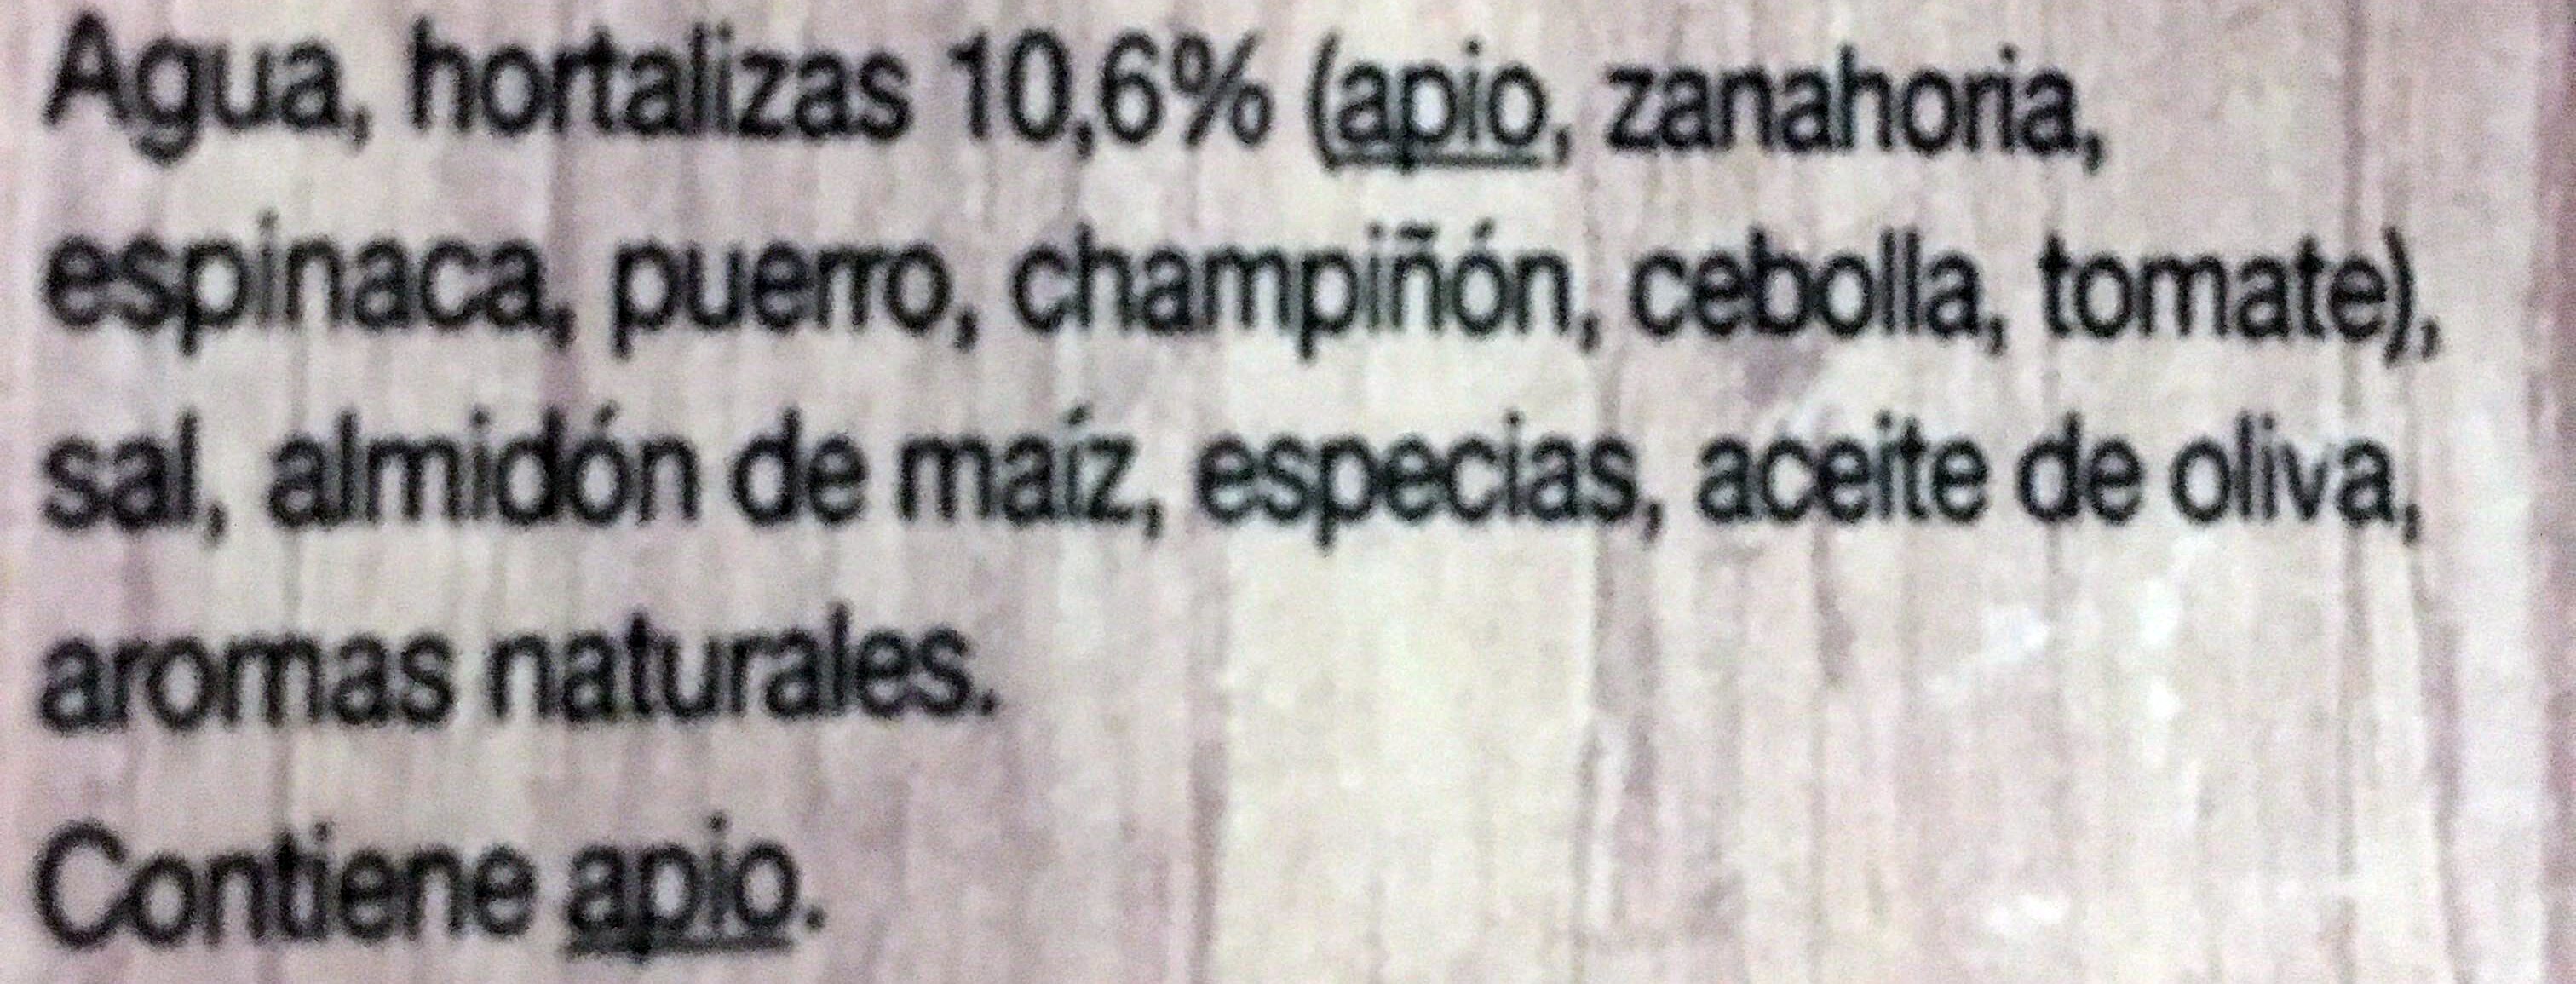 Agua, hortalizas 10,6% (apio, zanahoria,
espinaca, puerro, champiñón, cebolla, tomate),
sal, almidón de maíz, especias, aceite de oliva,
aromas naturales.
Contiene apio.